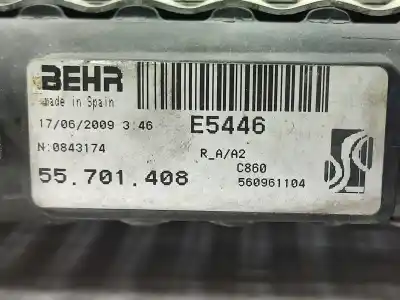 BEHR
made in Spain
17/06/2009 3:46 E5446
N:0843174 R_A/A2
55.701.408 C860
560961104